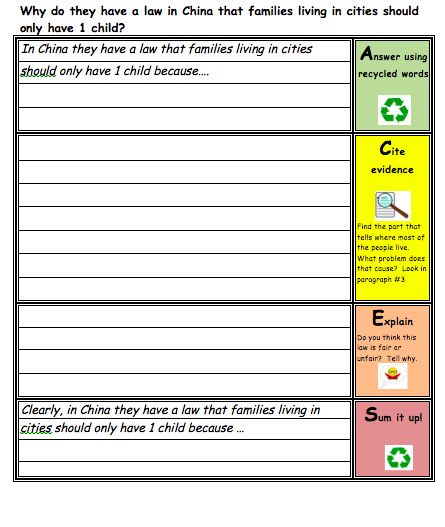 Why do they have a law in China that families living in cities should
only have 1 child?
In China they have a law that families living in cities
should only have 1 child because....
Answer using
recycled words
Cite
evidence
Find the part that
tells where most of
the people live.
What problem does
that cause? Look in
paragraph #3
Explain
Do you think this
law is fair or
unfair? Tell why.
Clearly, in China they have a law that families living in
cities should only have 1 child because ...
Sum it up!